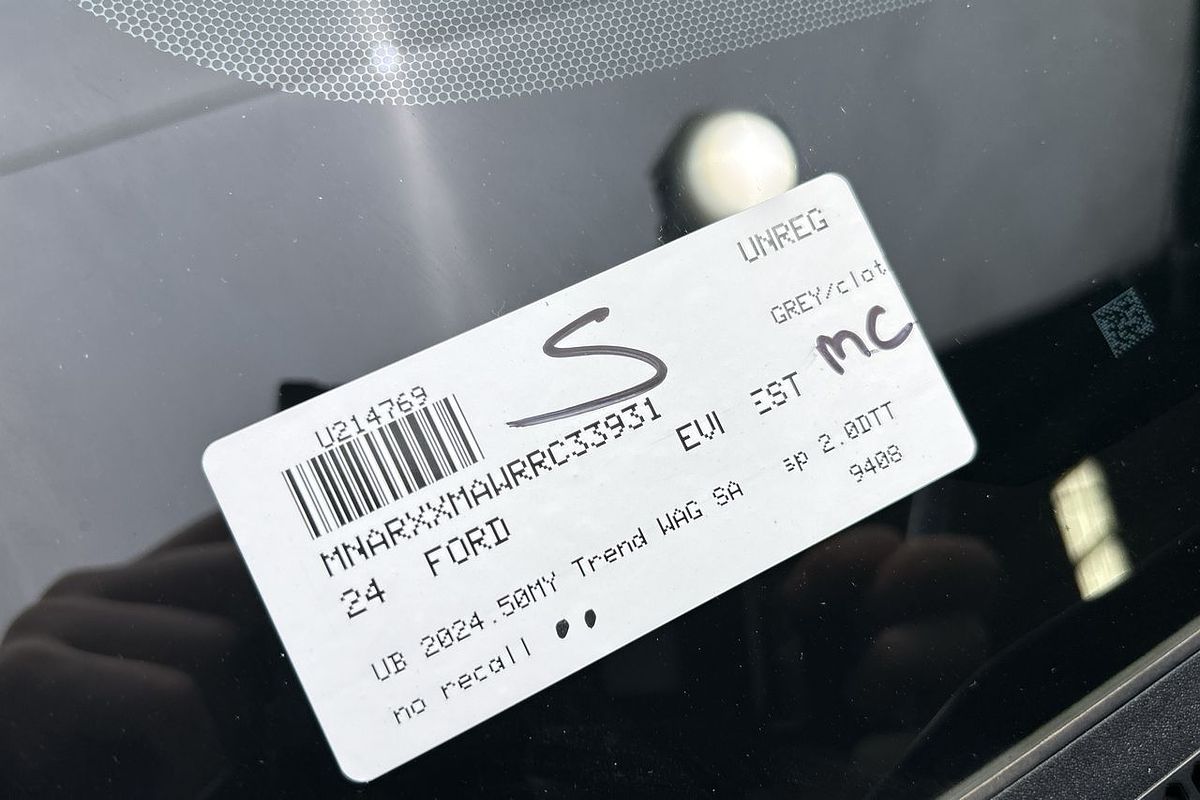 UNREG
GREY/clot
U214769
S
MC
MNARXXMAWRRC33931 EVI EST
24 FORD
UB 2024.50MY Trend WAG SA sp 2.0DTT
no recall 9408